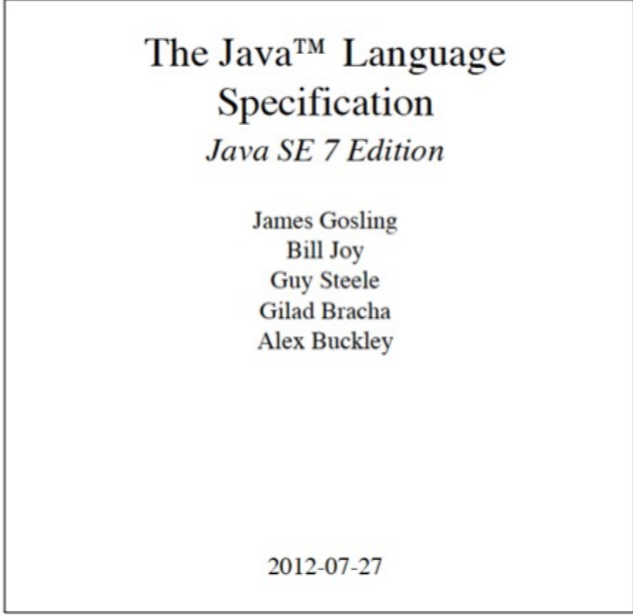 The Java™ Language
Specification
Java SE 7 Edition
James Gosling
Bill Joy
Guy Steele
Gilad Bracha
Alex Buckley
2012-07-27